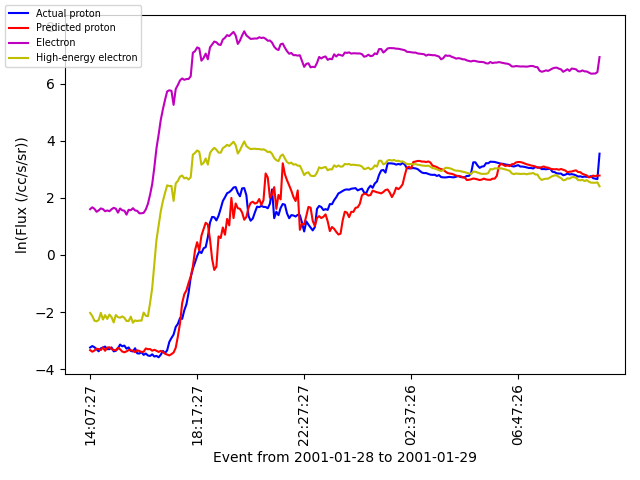 Actual proton
Predicted proton
Electron
High-energy electron
ln(Flux (/cc/s/sr))
6
4
2
0
−2
−4
14:07:27
18:17:27
22:27:27
02:37:26
06:47:26
Event from 2001-01-28 to 2001-01-29